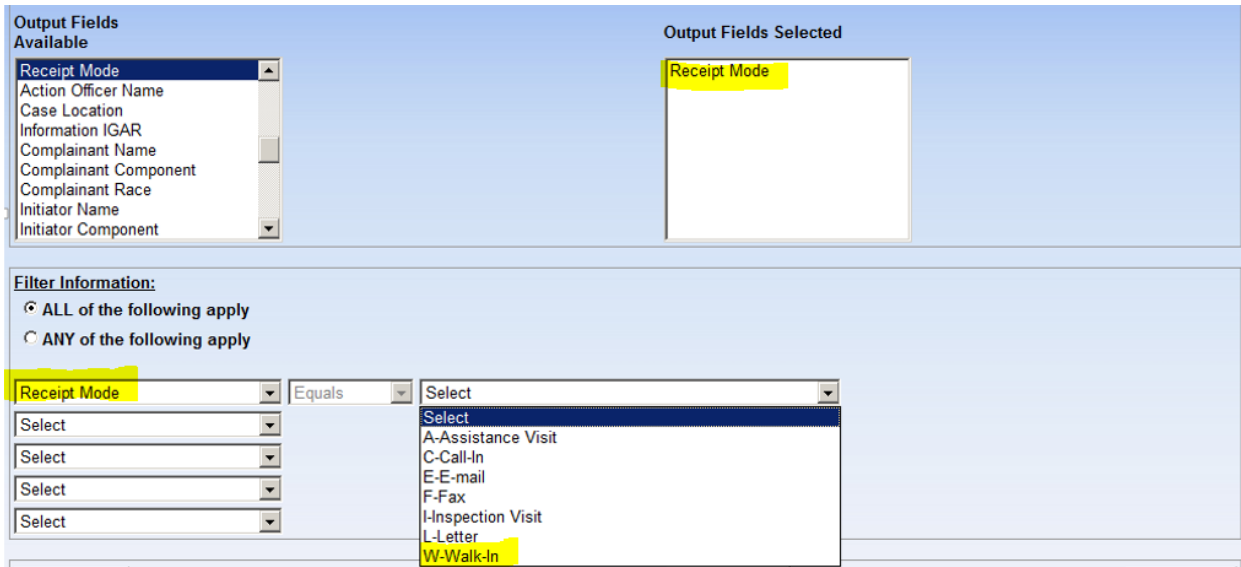 Output Fields
Available
Output Fields Selected
Receipt Mode
Action Officer Name
Case Location
Information IGAR
Complainant Name
Complainant Component
Complainant Race
Initiator Name
Initiator Component
Receipt Mode
Filter Information:
ALL of the following apply
ANY of the following apply
Receipt Mode Equals Select
Select
Select
Select
Select
Select
A-Assistance Visit
C-Call-In
E-E-mail
F-Fax
I-Inspection Visit
L-Letter
W-Walk-In